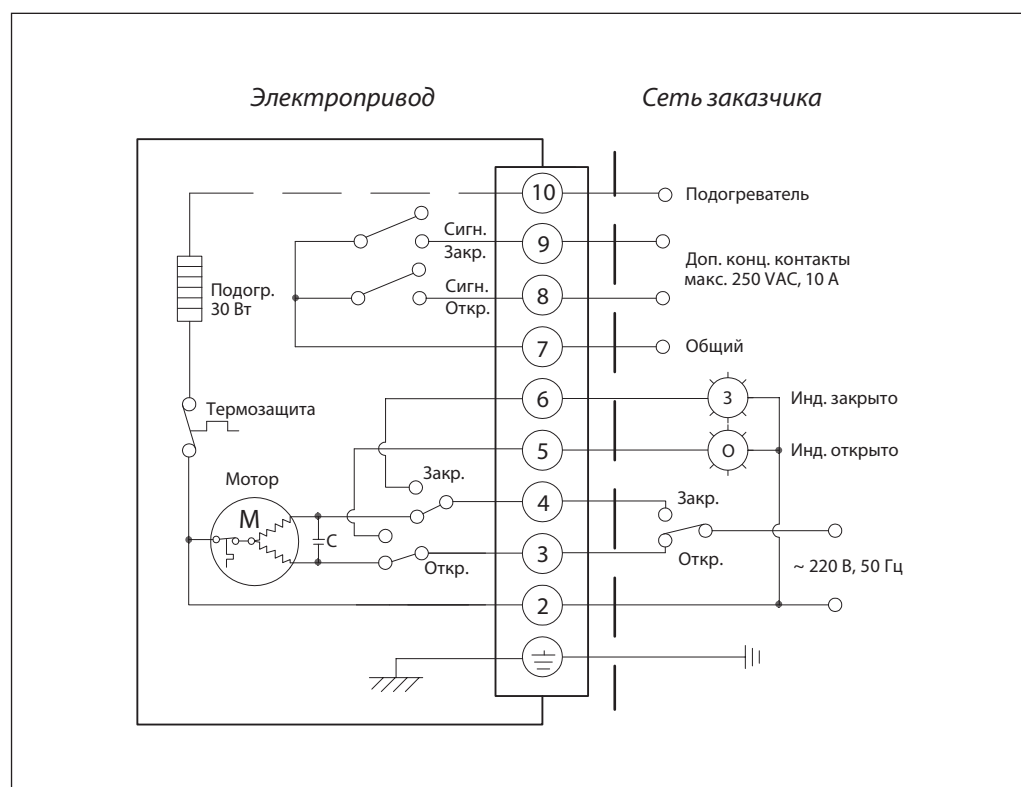 Электропривод
Сеть заказчика
10
Подогреватель
Сигн.
Закр.
9
Доп. конц. контакты
макс. 250 VAC, 10 А
Подогр.
30 Вт
Сигн.
Откр.
8
7
Общий
6
З
Инд. закрыто
Термозащита
5
О
Инд. открыто
Мотор
Закр.
4
Закр.
М
С
Откр.
3
Откр.
~ 220 В, 50 Гц
2